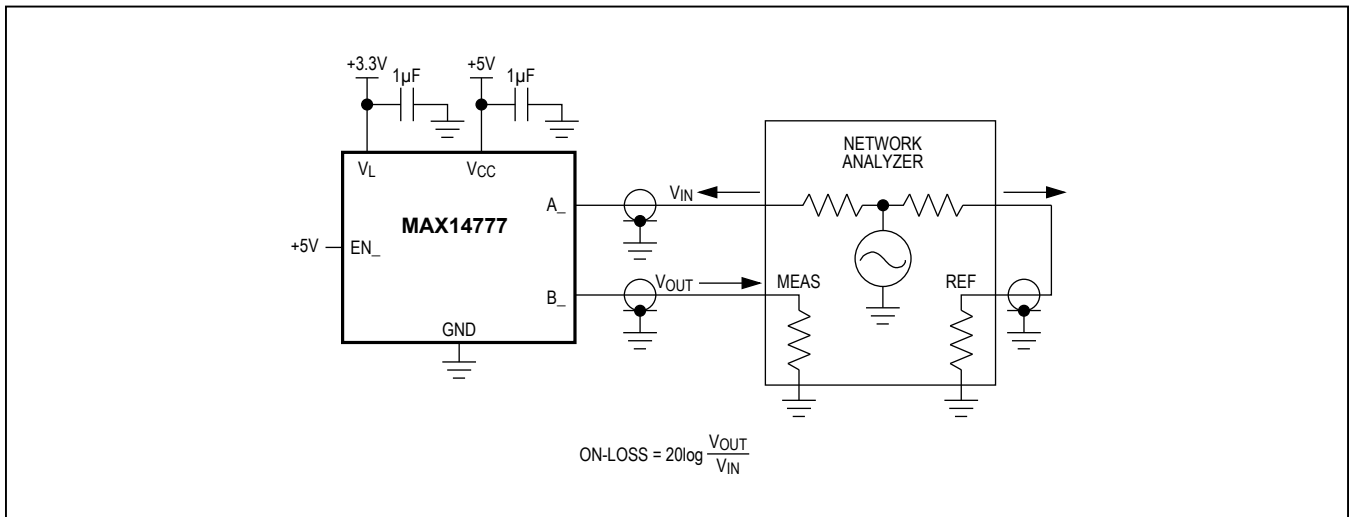 +3.3V
1µF
+5V
1µF
VL
VCC
NETWORK
ANALYZER
A_
VIN
MAX14777
+5V
EN_
B_
VOUT
MEAS
REF
GND
ON-LOSS = 20log VOUT
VIN